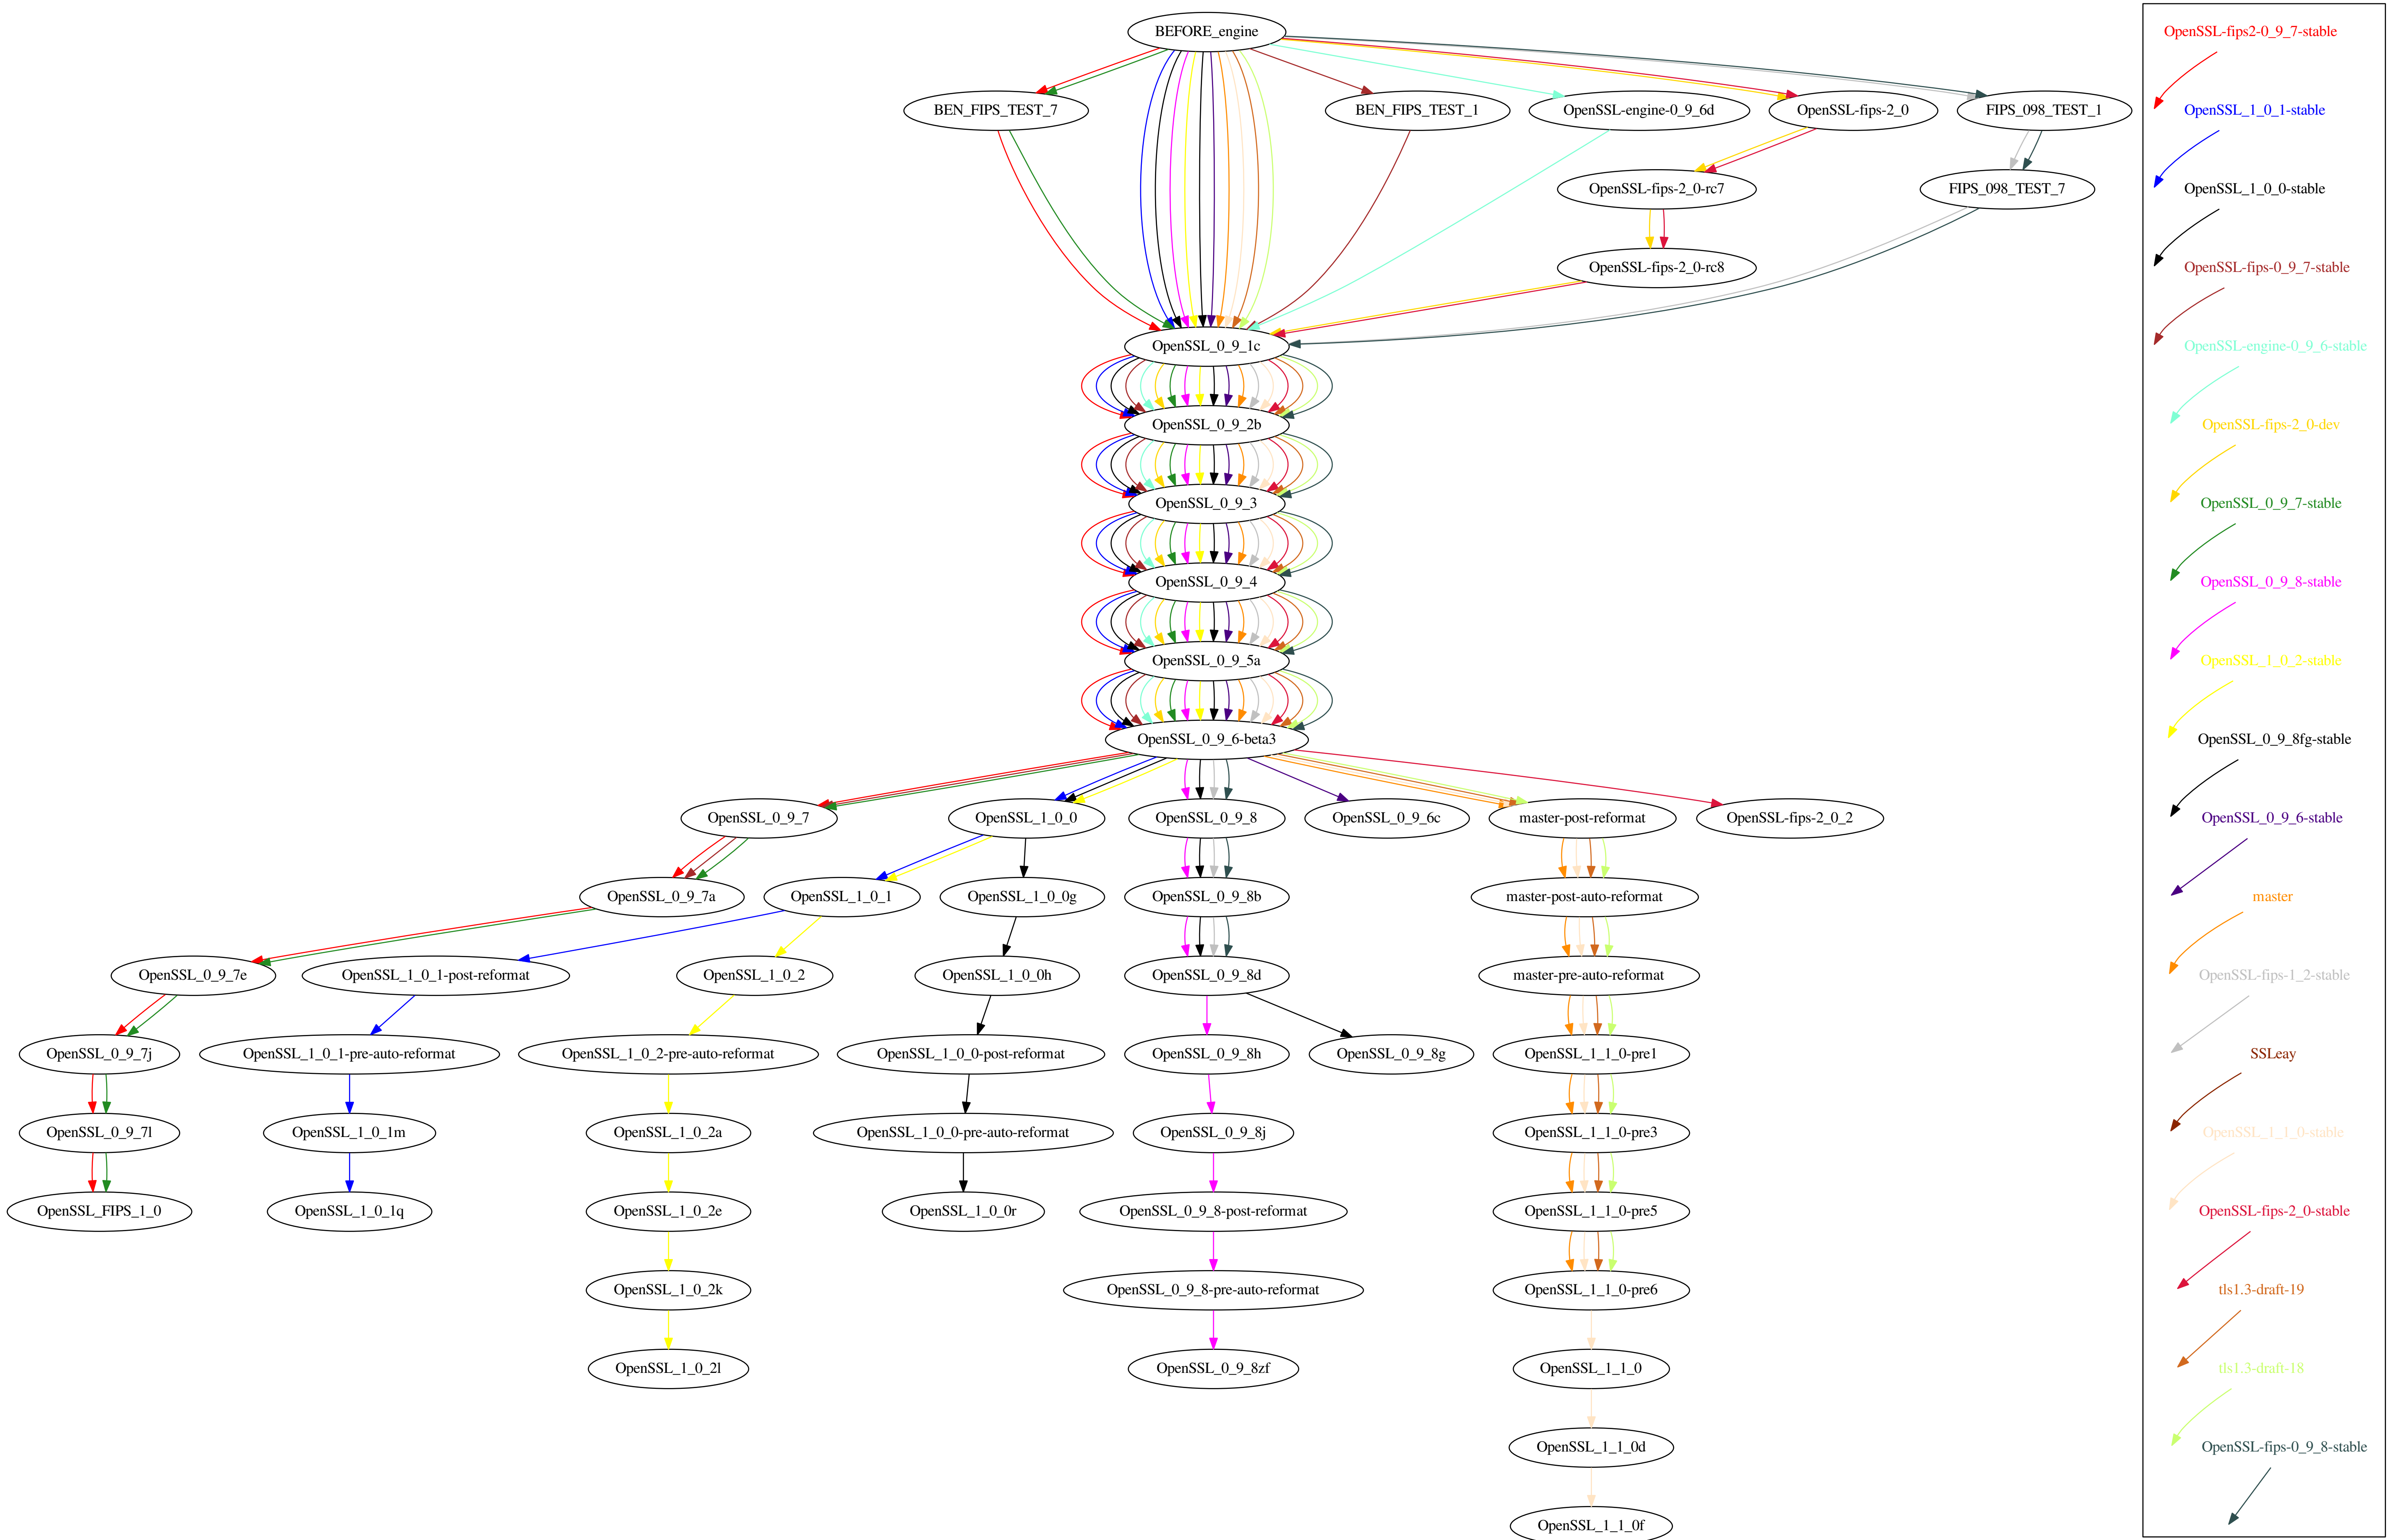 BEFORE_engine
BEN_FIPS_TEST_7
BEN_FIPS_TEST_1
OpenSSL-engine-0_9_6d
OpenSSL-fips-2_0
FIPS_098_TEST_1
OpenSSL-fips-2_0-rc7
FIPS_098_TEST_7
OpenSSL-fips-2_0-rc8
OpenSSL_0_9_1c
OpenSSL_0_9_2b
OpenSSL_0_9_3
OpenSSL_0_9_4
OpenSSL_0_9_5a
OpenSSL_0_9_6-beta3
OpenSSL_0_9_7
OpenSSL_1_0_0
OpenSSL_0_9_8
OpenSSL_0_9_6c
master-post-reformat
OpenSSL-fips-2_0_2
OpenSSL_0_9_7a
OpenSSL_1_0_1
OpenSSL_1_0_0g
OpenSSL_0_9_8b
master-post-auto-reformat
OpenSSL_0_9_7e
OpenSSL_1_0_1-post-reformat
OpenSSL_1_0_2
OpenSSL_1_0_0h
OpenSSL_0_9_8d
master-pre-auto-reformat
OpenSSL_0_9_7j
OpenSSL_1_0_1-pre-auto-reformat
OpenSSL_1_0_2-pre-auto-reformat
OpenSSL_1_0_0-post-reformat
OpenSSL_0_9_8h
OpenSSL_0_9_8g
OpenSSL_1_1_0-pre1
OpenSSL_0_9_7l
OpenSSL_1_0_1m
OpenSSL_1_0_2a
OpenSSL_1_0_0-pre-auto-reformat
OpenSSL_0_9_8j
OpenSSL_1_1_0-pre3
OpenSSL_FIPS_1_0
OpenSSL_1_0_1q
OpenSSL_1_0_2e
OpenSSL_1_0_0r
OpenSSL_0_9_8-post-reformat
OpenSSL_1_1_0-pre5
OpenSSL_1_0_2k
OpenSSL_0_9_8-pre-auto-reformat
OpenSSL_1_1_0-pre6
OpenSSL_1_0_2l
OpenSSL_0_9_8zf
OpenSSL_1_1_0
OpenSSL_1_1_0d
OpenSSL_1_1_0f
OpenSSL-fips2-0_9_7-stable
OpenSSL_1_0_1-stable
OpenSSL_1_0_0-stable
OpenSSL-fips-0_9_7-stable
OpenSSL-engine-0_9_6-stable
OpenSSL-fips-2_0-dev
OpenSSL_0_9_7-stable
OpenSSL_0_9_8-stable
OpenSSL_1_0_2-stable
OpenSSL_0_9_8fg-stable
OpenSSL_0_9_6-stable
master
OpenSSL-fips-1_2-stable
SSLeay
OpenSSL_1_1_0-stable
OpenSSL-fips-2_0-stable
tls1.3-draft-19
tls1.3-draft-18
OpenSSL-fips-0_9_8-stable